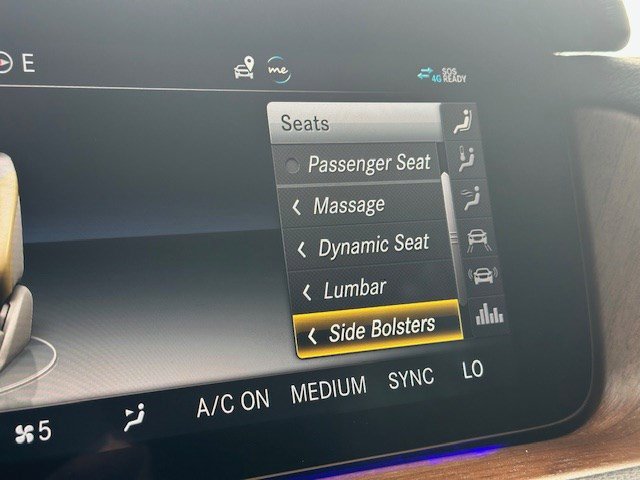 E
me
SOS
4G READY
Seats
Passenger Seat
Massage
Dynamic Seat
Lumbar
Side Bolsters
5
A/C ON
MEDIUM
SYNC
LO